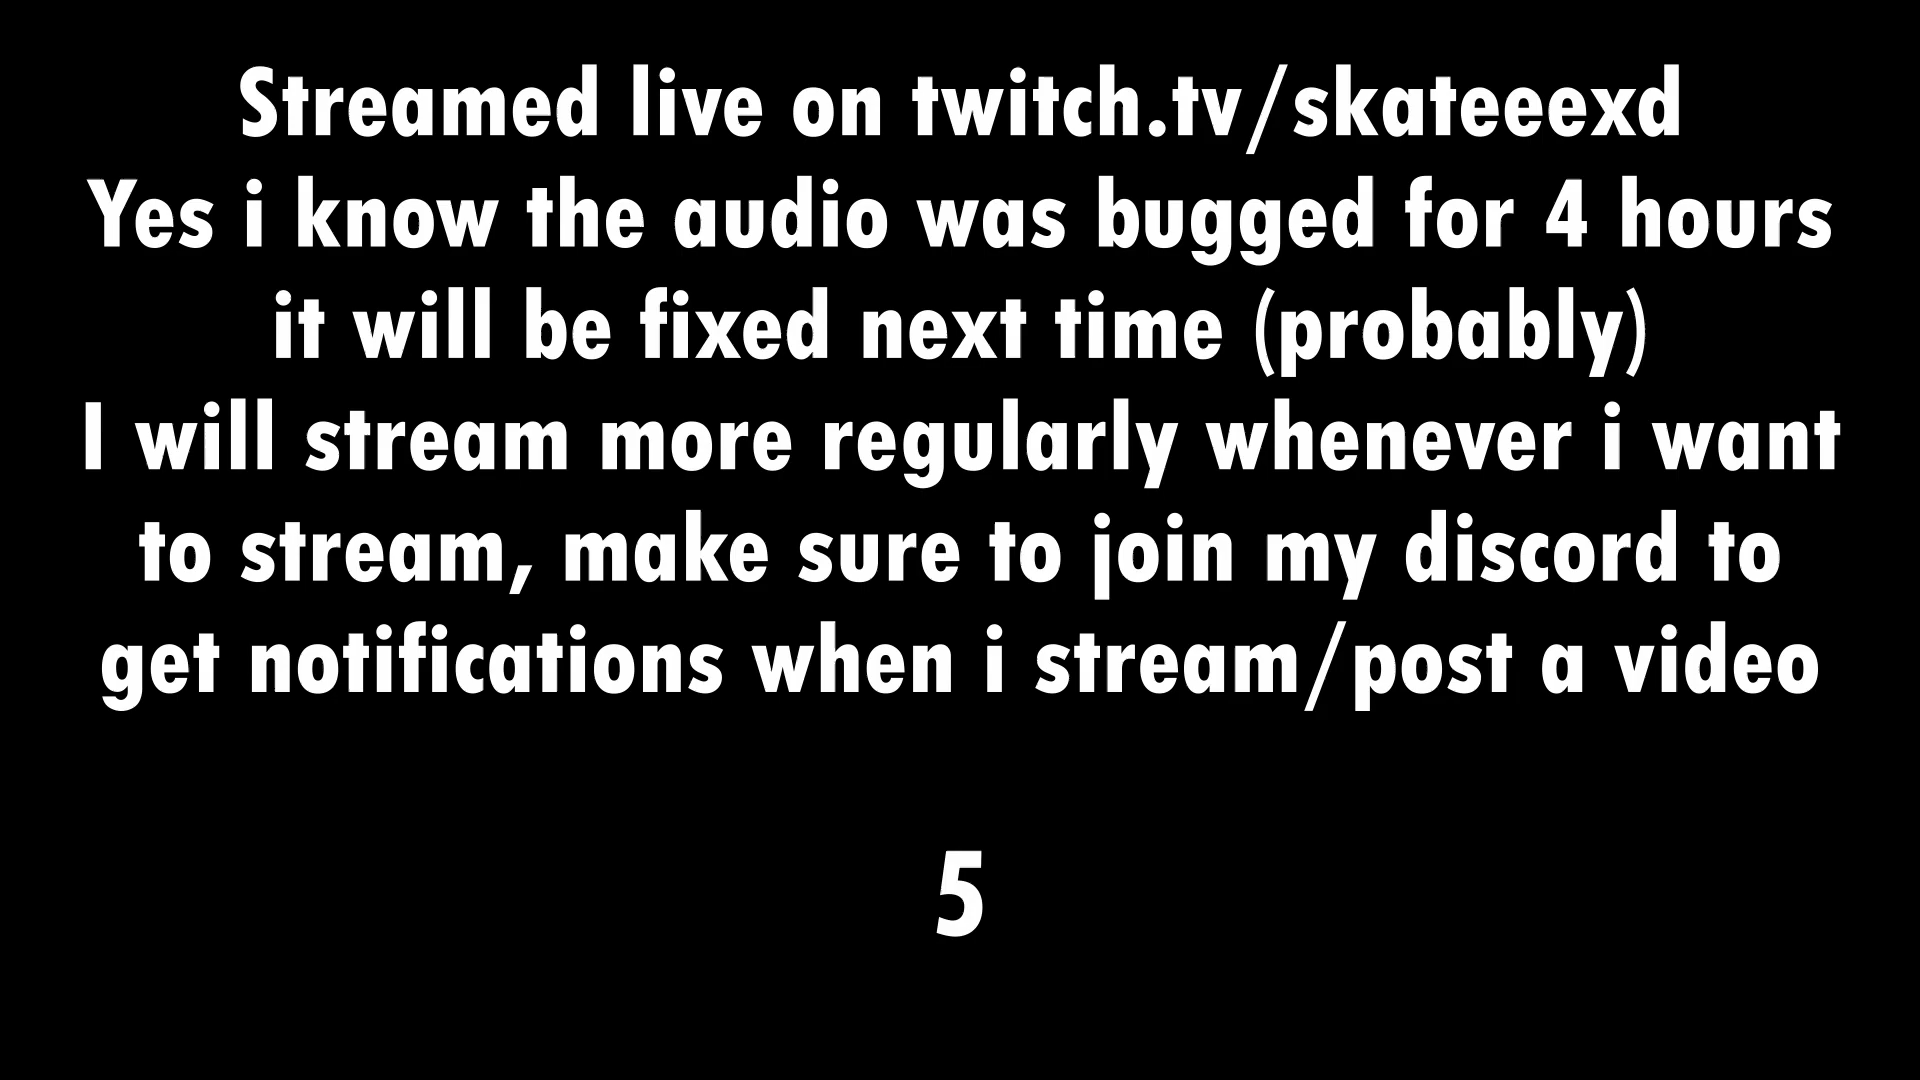 Streamed live on twitch.tv/skateeexd
Yes i know the audio was bugged for 4 hours
it will be fixed next time (probably)
I will stream more regularly whenever i want
to stream, make sure to join my discord to
get notifications when i stream/post a video
5